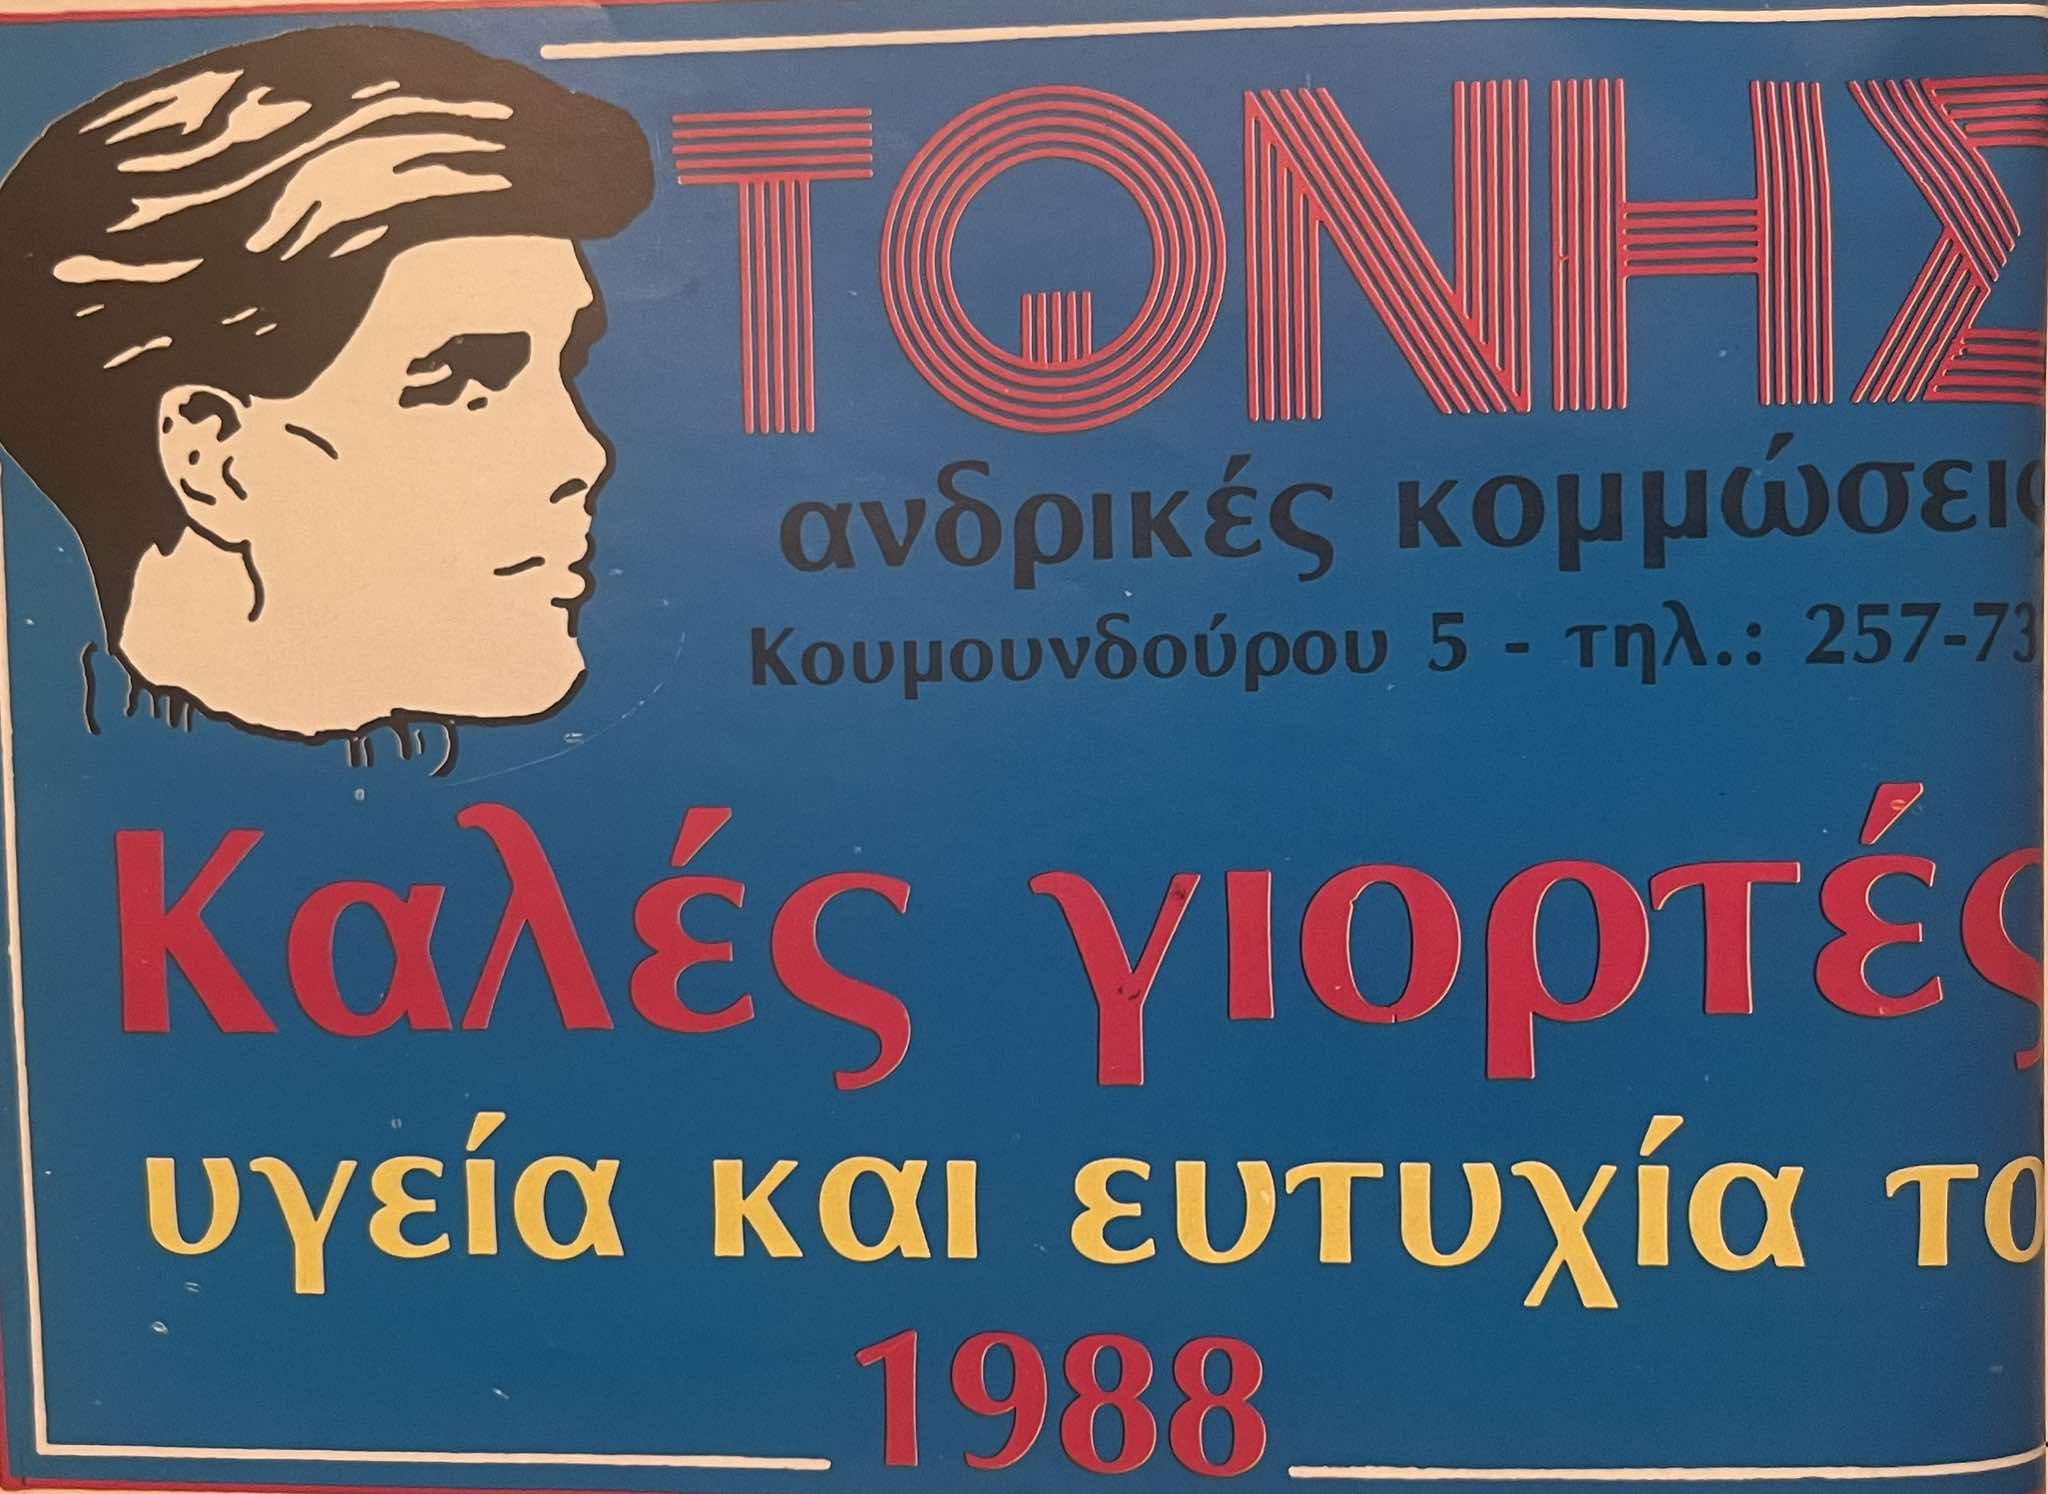 ΤΩΝΗΣ
ανδρικές κομμώσεις
Κουμουνδούρου 5 - τηλ.: 257-73
Καλές γιορτές
υγεία και ευτυχία το
1988